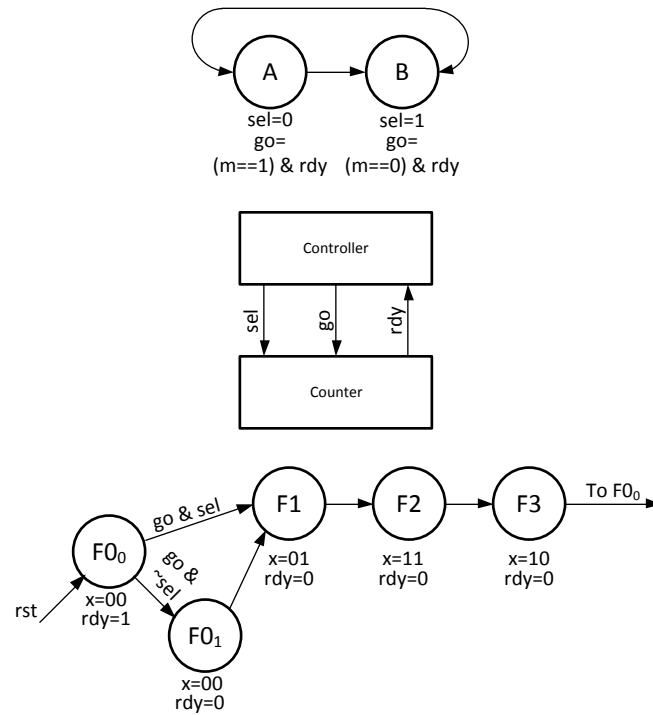 A
B
sel=0
go=
(m==1) & rdy
sel=1
go=
(m==0) & rdy
Controller
sel
go
rdy
Counter
go & sel
F1
F2
F3
To F0₀
F0₀
go &
~sel
x=01
rdy=0
x=11
rdy=0
x=10
rdy=0
rst
x=00
rdy=1
F0₁
x=00
rdy=0